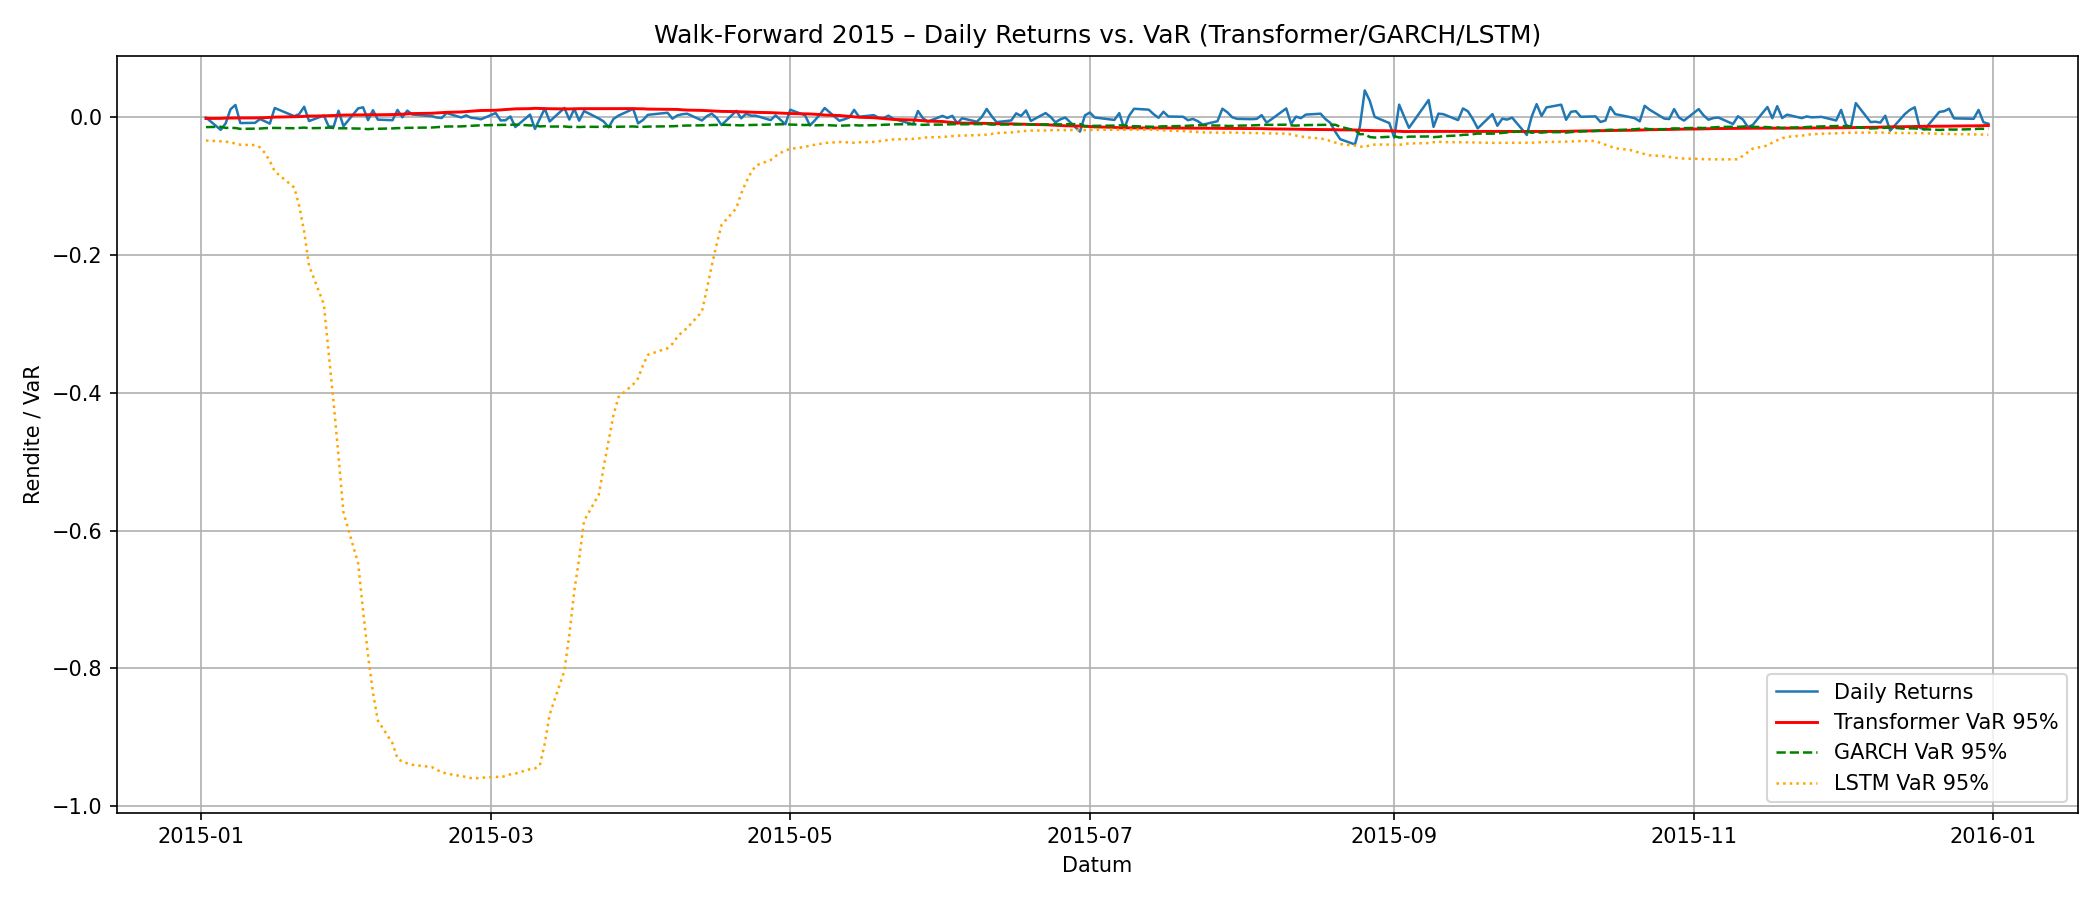 Walk-Forward 2015 – Daily Returns vs. VaR (Transformer/GARCH/LSTM)
Rendite / VaR
0.0
−0.2
−0.4
−0.6
−0.8
−1.0
Daily Returns
Transformer VaR 95%
GARCH VaR 95%
LSTM VaR 95%
2015-01 2015-03 2015-05 2015-07 2015-09 2015-11 2016-01
Datum